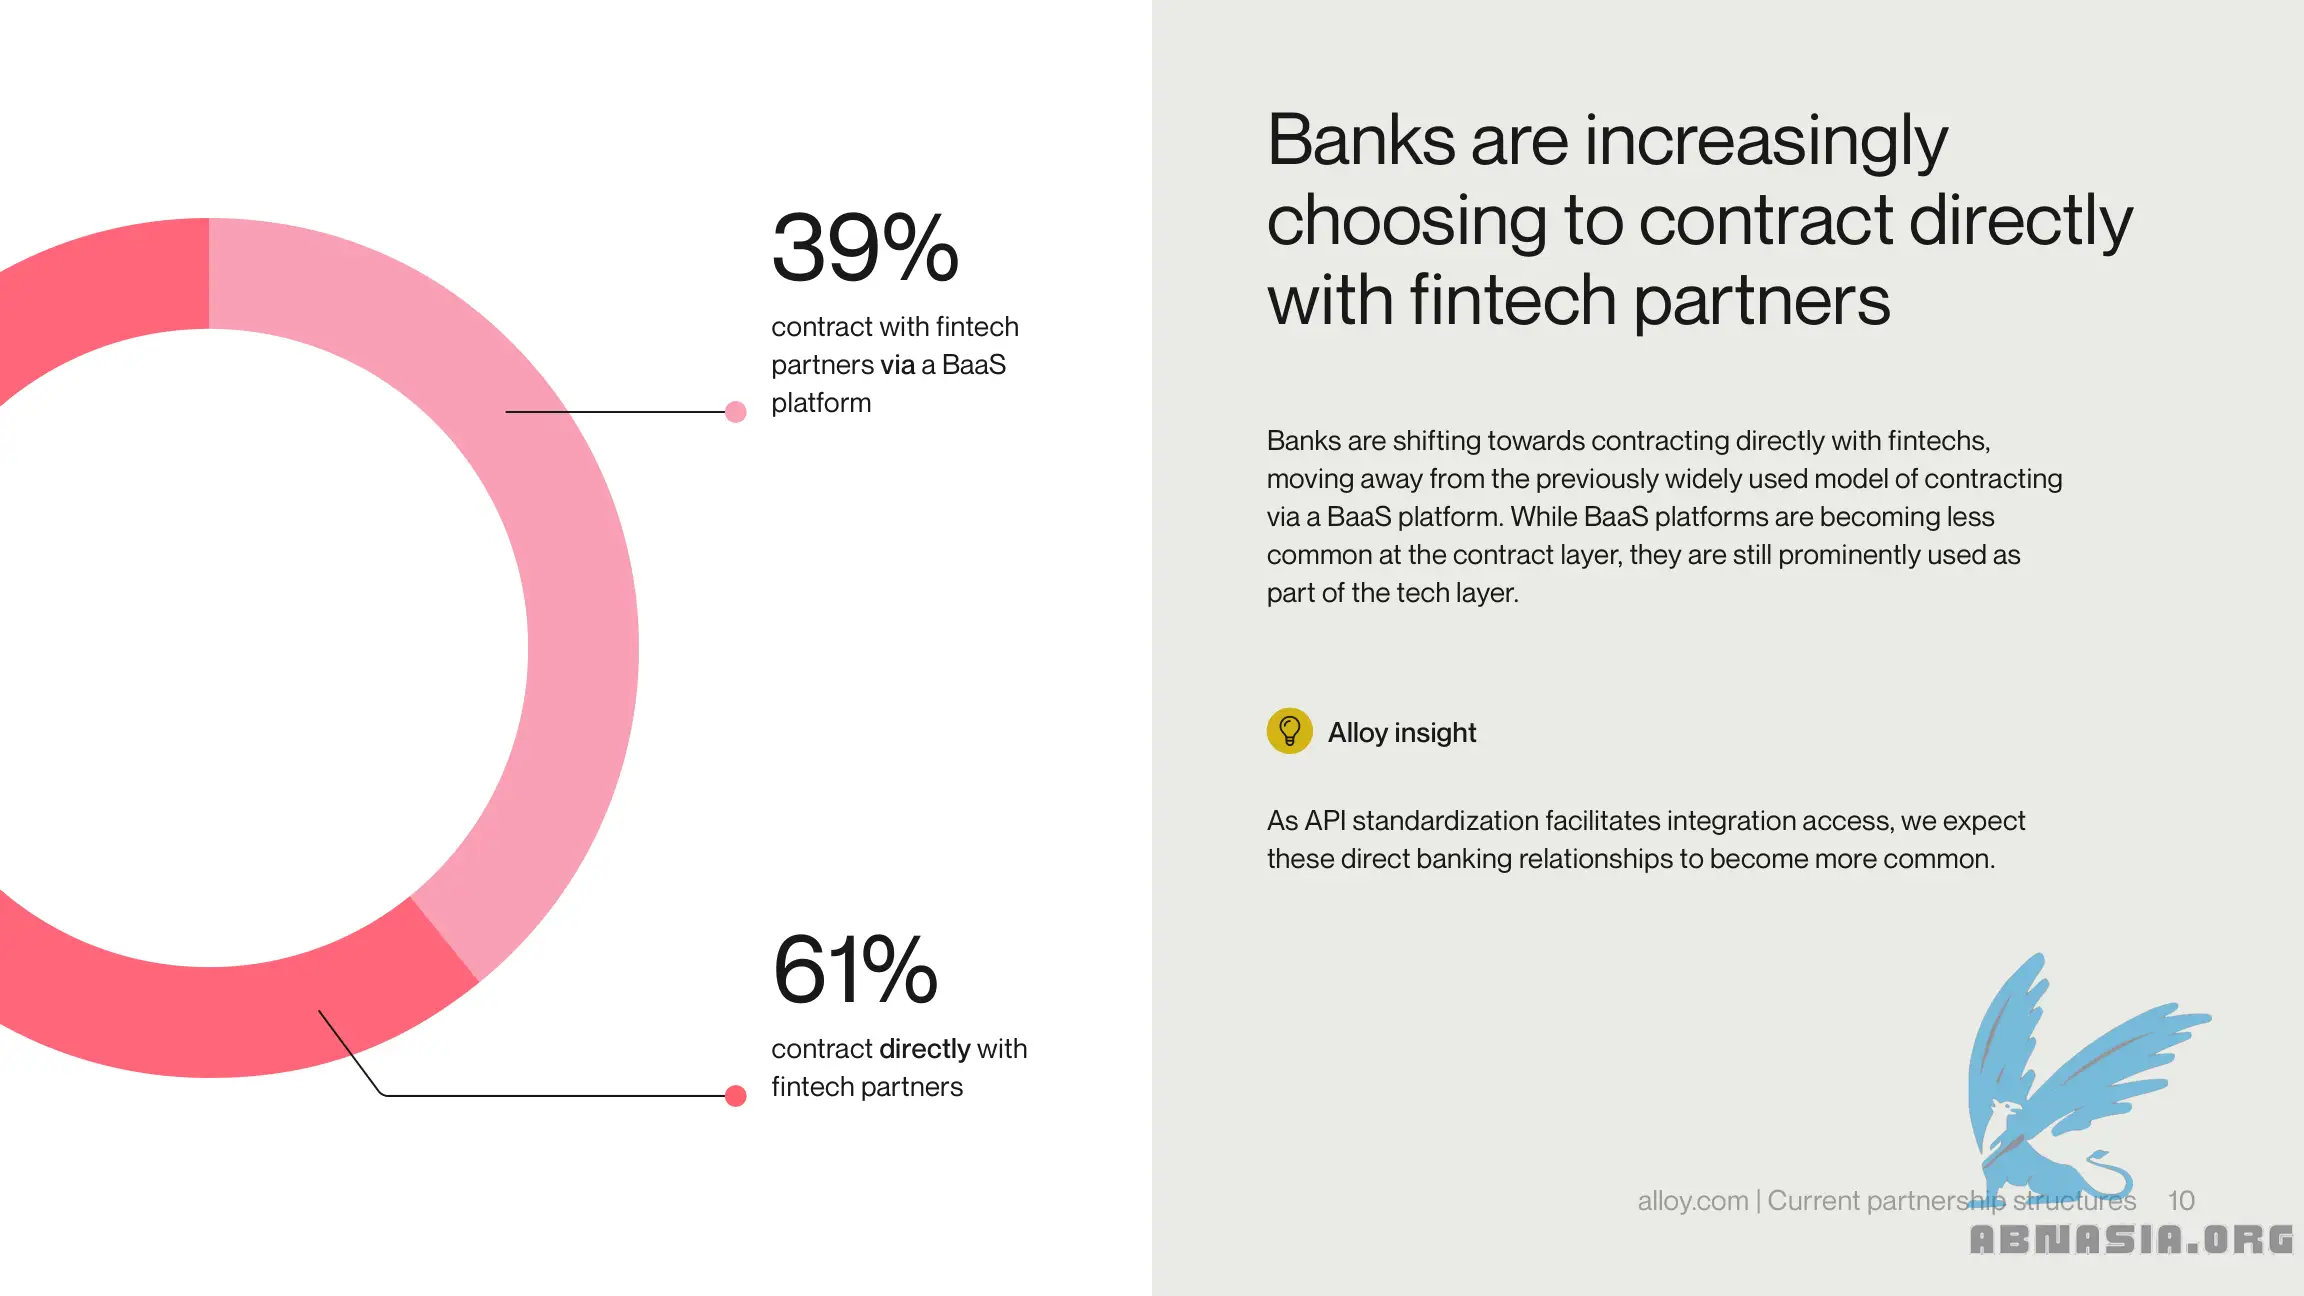 39%
contract with fintech
partners via a BaaS
platform
61%
contract directly with
fintech partners
Banks are increasingly
choosing to contract directly
with fintech partners
Banks are shifting towards contracting directly with fintechs,
moving away from the previously widely used model of contracting
via a BaaS platform. While BaaS platforms are becoming less
common at the contract layer, they are still prominently used as
part of the tech layer.
Alloy insight
As API standardization facilitates integration access, we expect
these direct banking relationships to become more common.
alloy.com | Current partnership structures 10
ABNASIA.ORG